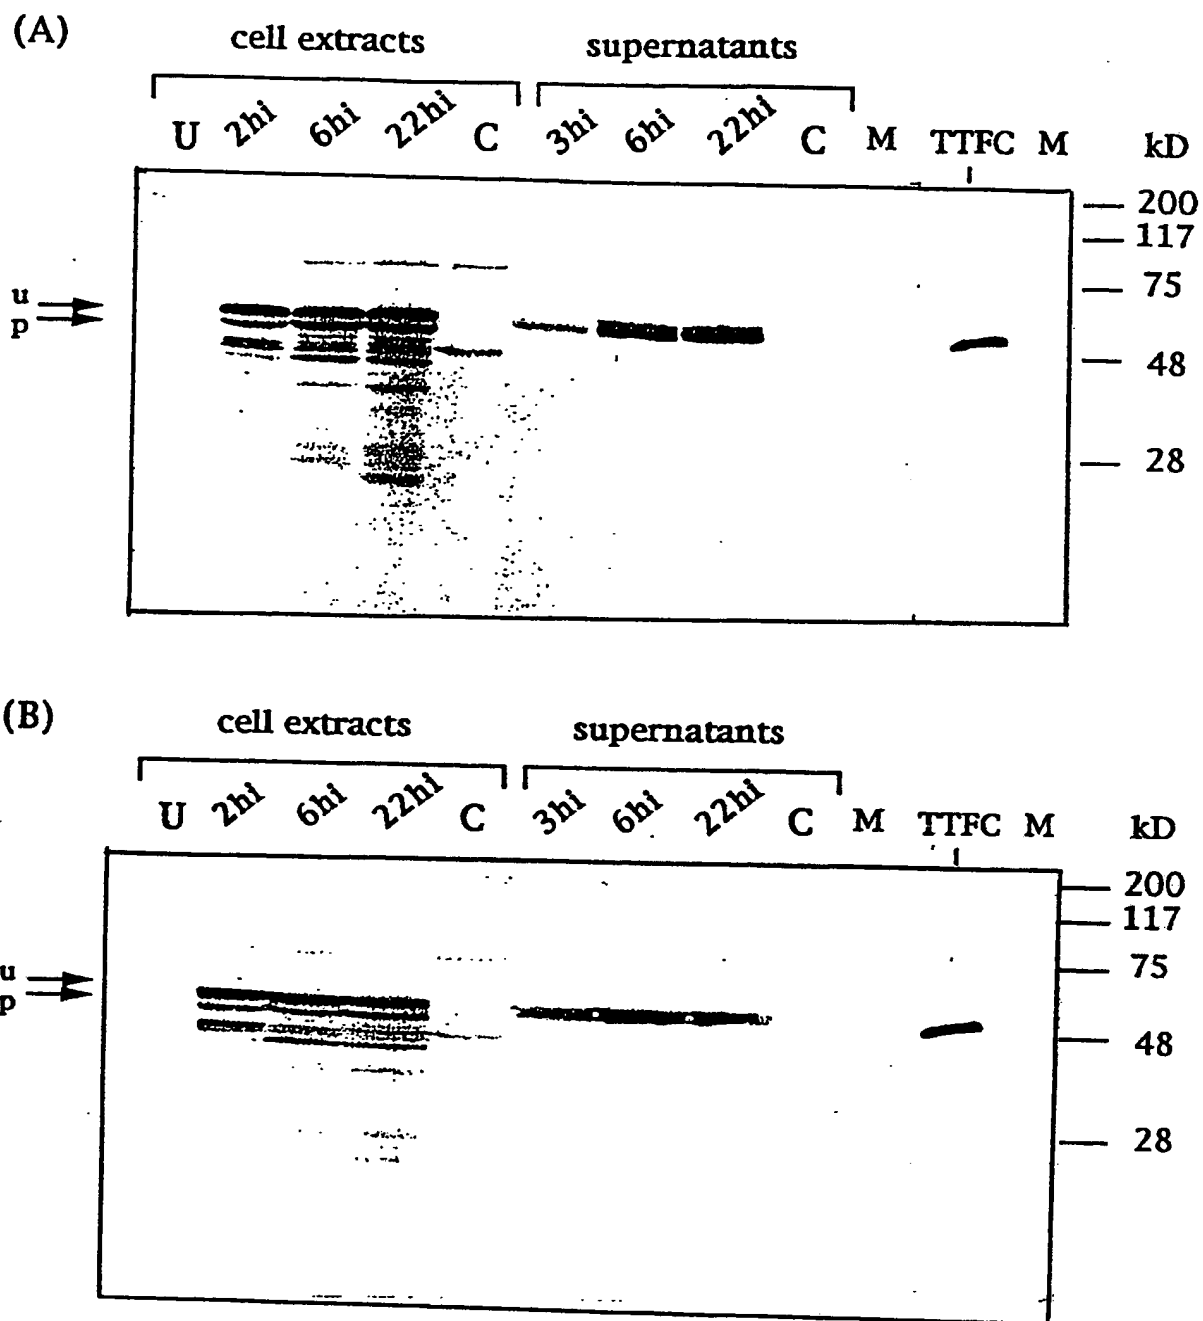 (A)
cell extracts supernatants
U 2hi 6hi 22hi C 3hi 6hi 22hi C M TTFC M kD
200
117
u 75
p
48
28
(B)
cell extracts supernatants
U 2hi 6hi 22hi C 3hi 6hi 22hi C M TTFC M kD
200
117
u 75
p
48
28